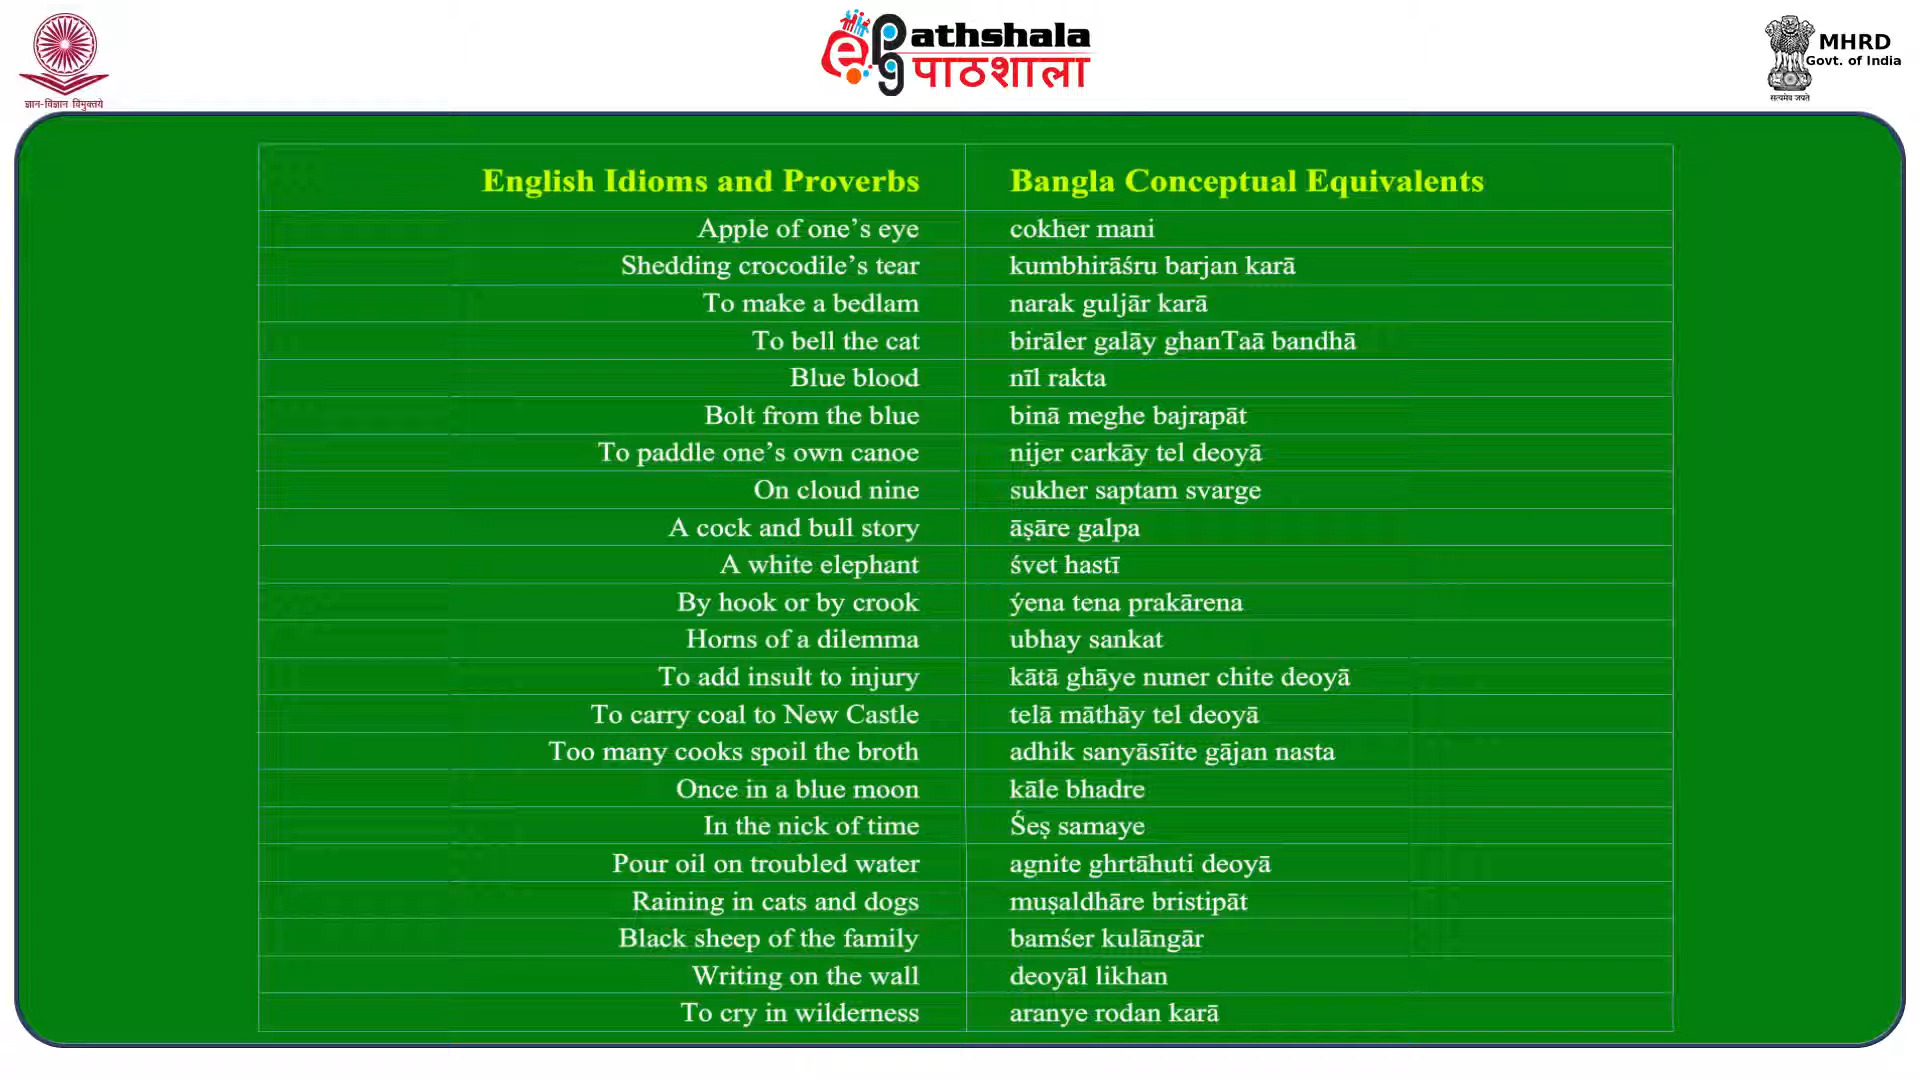 ज्ञान-विज्ञान विमुक्तये
ePathshala
पाठशाला
MHRD
Govt. of India
सत्यमेव जयते
English Idioms and Proverbs Bangla Conceptual Equivalents
Apple of one’s eye cokher mani
Shedding crocodile’s tear kumbhirāśru barjan karā
To make a bedlam narak guljār karā
To bell the cat birāler galāy ghanTaā bandhā
Blue blood nīl rakta
Bolt from the blue binā meghe bajrapāt
To paddle one’s own canoe nijer carkāy tel deoyā
On cloud nine sukher saptam svarge
A cock and bull story āṣāre galpa
A white elephant śvet hastī
By hook or by crook ýena tena prakārena
Horns of a dilemma ubhay sankat
To add insult to injury kātā ghāye nuner chite deoyā
To carry coal to New Castle telā māthāy tel deoyā
Too many cooks spoil the broth adhik sanyāsīite gājan nasta
Once in a blue moon kāle bhadre
In the nick of time Śeṣ samaye
Pour oil on troubled water agnite ghrtāhuti deoyā
Raining in cats and dogs muṣaldhāre bristipāt
Black sheep of the family bamśer kulāngār
Writing on the wall deoyāl likhan
To cry in wilderness aranye rodan karā